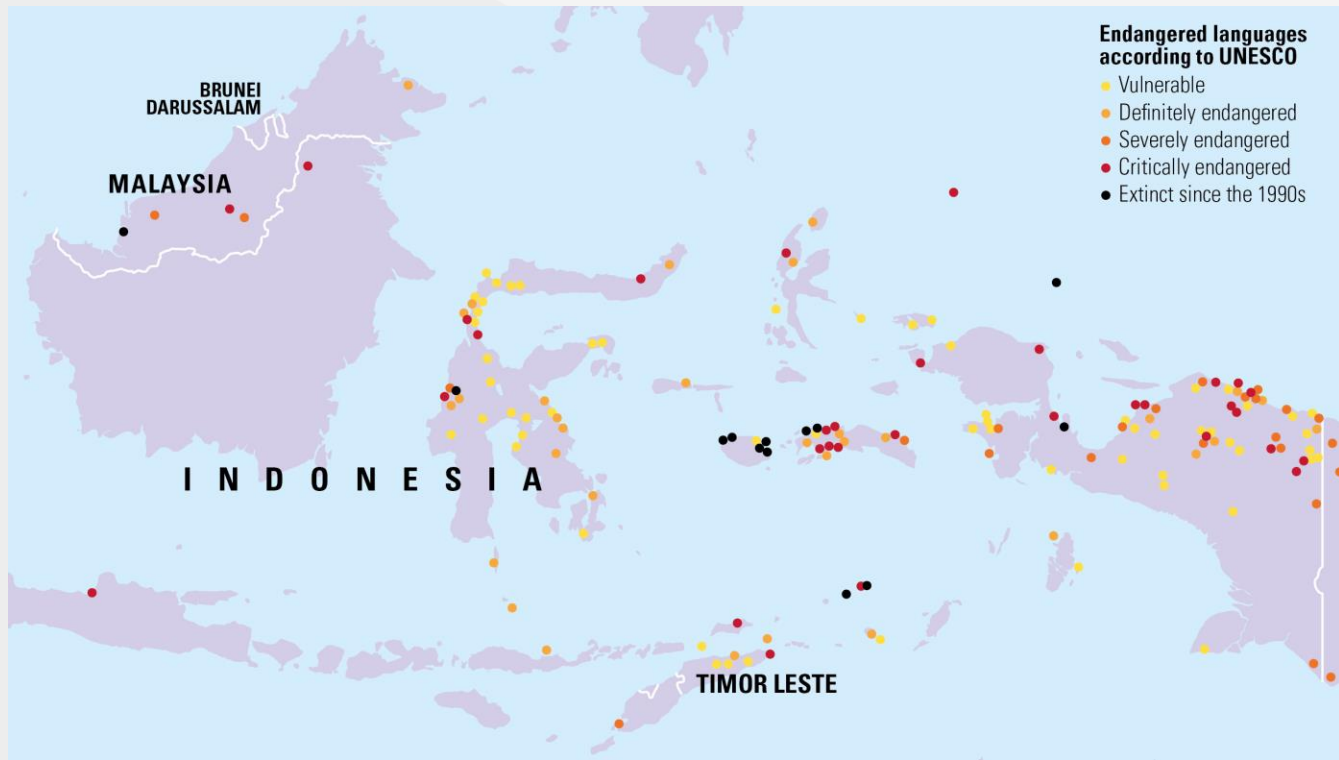 Endangered languages
according to UNESCO
Vulnerable
Definitely endangered
Severely endangered
Critically endangered
Extinct since the 1990s
BRUNEI
DARUSSALAM
MALAYSIA
INDONESIA
TIMOR LESTE